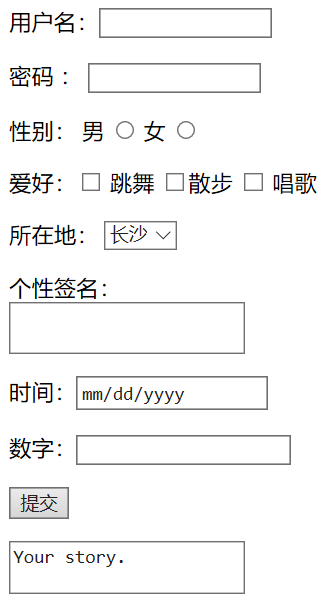 用户名：
密码 ：
性别： 男 女
爱好： 跳舞 散步 唱歌
所在地： 长沙
个性签名：
时间： mm/dd/yyyy
数字：
提交
Your story.